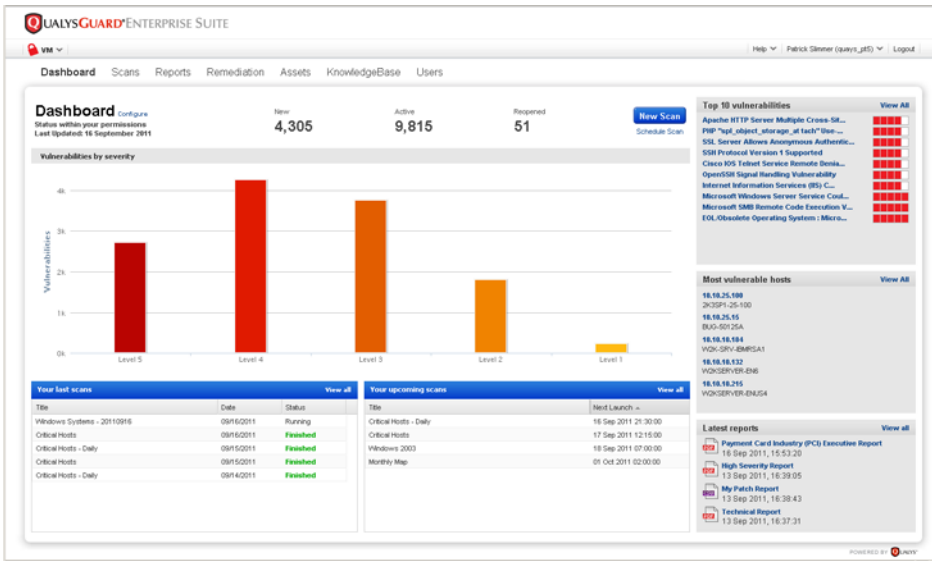 QUALYSGUARD® ENTERPRISE SUITE
VM
Help Patrick Slimmer (quays_pt5) Logout
Dashboard Scans Reports Remediation Assets KnowledgeBase Users
Dashboard Configure
Status within your permissions
Last Updated: 16 September 2011
New
4,305
Active
9,815
Reopened
51
New Scan
Schedule Scan
Vulnerabilities by severity
Vulnerabilities
4k
3k
2k
1k
0k
Level 5 Level 4 Level 3 Level 2 Level 1
Your last scans View all
Title Date Status
Windows Systems - 20110916 09/16/2011 Running
Critical Hosts 09/16/2011 Finished
Critical Hosts - Daily 09/15/2011 Finished
Critical Hosts 09/15/2011 Finished
Critical Hosts - Daily 09/14/2011 Finished
Your upcoming scans View all
Title Next Launch
Critical Hosts - Daily 16 Sep 2011 21:30:00
Critical Hosts 17 Sep 2011 12:15:00
Windows 2003 18 Sep 2011 07:00:00
Monthly Map 01 Oct 2011 02:00:00
Top 10 vulnerabilities View All
Apache HTTP Server Multiple Cross-Sit...
PHP "spl_object_storage_at tach" Use-...
SSL Server Allows Anonymous Authentic...
SSH Protocol Version 1 Supported
Cisco IOS Telnet Service Remote Denia...
OpenSSH Signal Handling Vulnerability
Internet Information Services (IIS) C...
Microsoft Windows Server Service Coul...
Microsoft SMB Remote Code Execution V...
EOL/Obsolete Operating System : Micro...
Most vulnerable hosts View All
10.10.25.100
2K3SP1-25-100
10.10.25.15
BUG-50125A
10.10.10.104
W2K-SRV-IBMRSA1
10.10.10.132
W2KSERVER-EN6
10.10.10.215
W2KSERVER-ENUS4
Latest reports View all
Payment Card Industry (PCI) Executive Report
16 Sep 2011, 15:53:20
High Severity Report
13 Sep 2011, 16:39:05
My Patch Report
13 Sep 2011, 16:38:43
Technical Report
13 Sep 2011, 16:37:31
POWERED BY QUALYS®